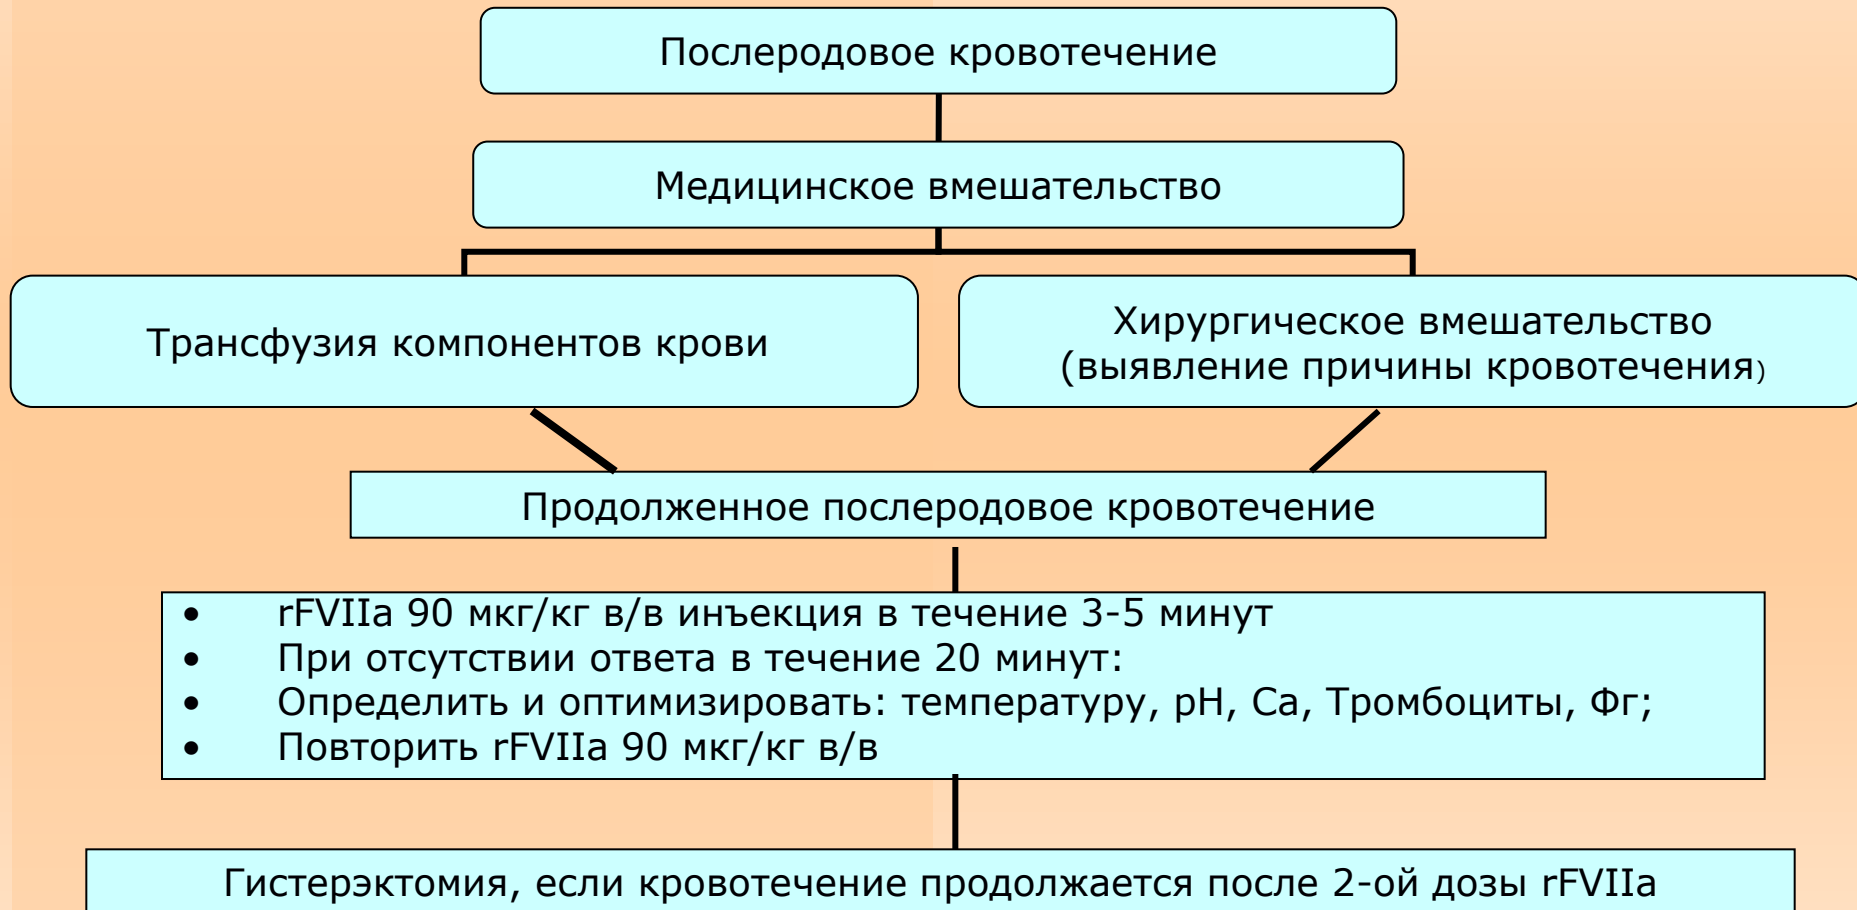 Послеродовое кровотечение
Медицинское вмешательство
Трансфузия компонентов крови
Хирургическое вмешательство
(выявление причины кровотечения)
Продолженное послеродовое кровотечение
• rFVIIa 90 мкг/кг в/в инъекция в течение 3-5 минут
• При отсутствии ответа в течение 20 минут:
• Определить и оптимизировать: температуру, pH, Ca, Тромбоциты, Фг;
• Повторить rFVIIa 90 мкг/кг в/в
Гистерэктомия, если кровотечение продолжается после 2-ой дозы rFVIIa